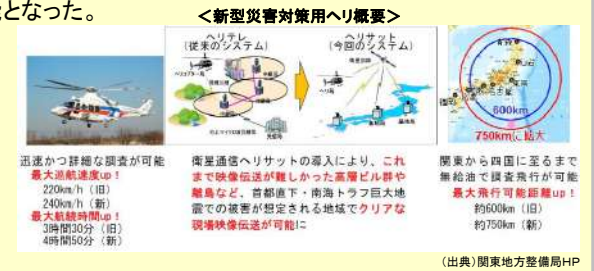 となった。
＜新型災害対策用ヘリ概要＞
ヘリテレ
(従来のシステム)
ヘリサット
(今回のシステム)
600km
750kmに拡大
迅速かつ詳細な調査が可能
最大巡航速度up！
220km/h（旧）
240km/h（新）
最大航続時間up！
3時間30分（旧）
4時間50分（新）
衛星通信ヘリサットの導入により、これ
まで映像伝送が難しかった高層ビル群や
離島など、首都直下・南海トラフ巨大地
震での被害が想定される地域でクリアな
現場映像伝送が可能に
関東から四国に至るまで
無給油で調査飛行が可能
最大飛行可能距離up！
約600km（旧）
約750km（新）
（出典）関東地方整備局HP